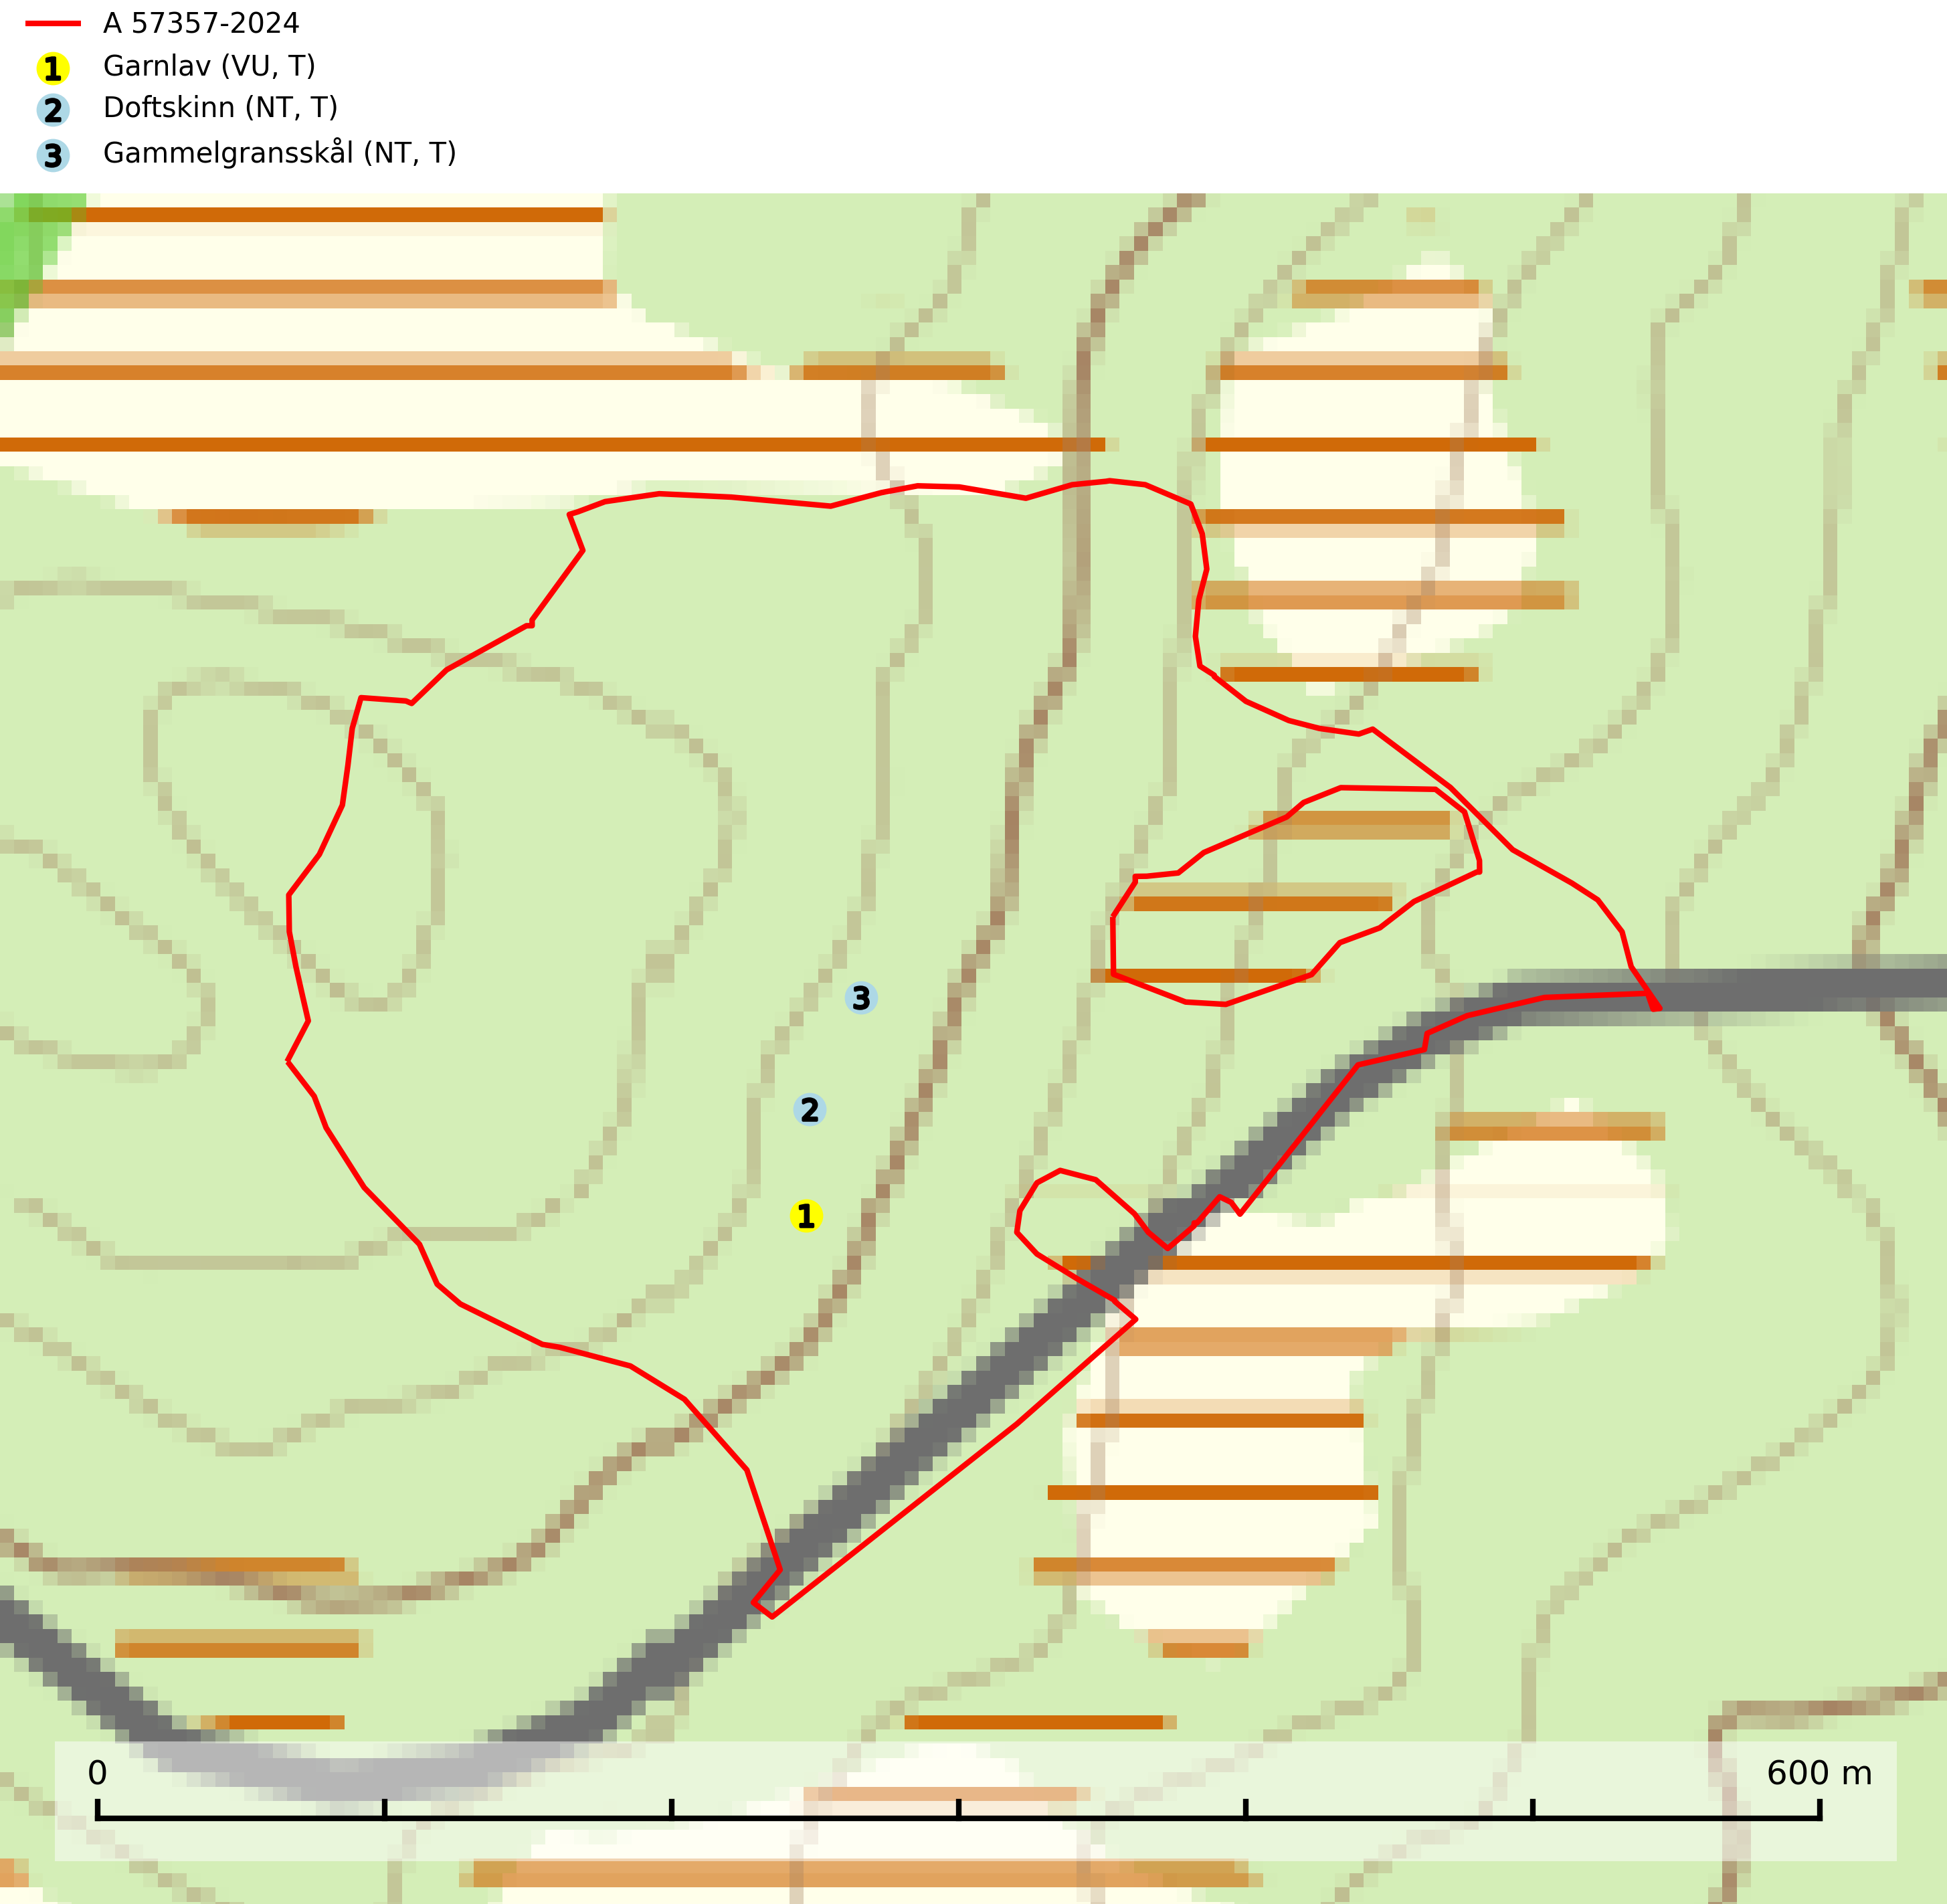 A 57357-2024
1 Garnlav (VU, T)
2 Doftskinn (NT, T)
3 Gammelgransskål (NT, T)
3
2
1
0 600 m